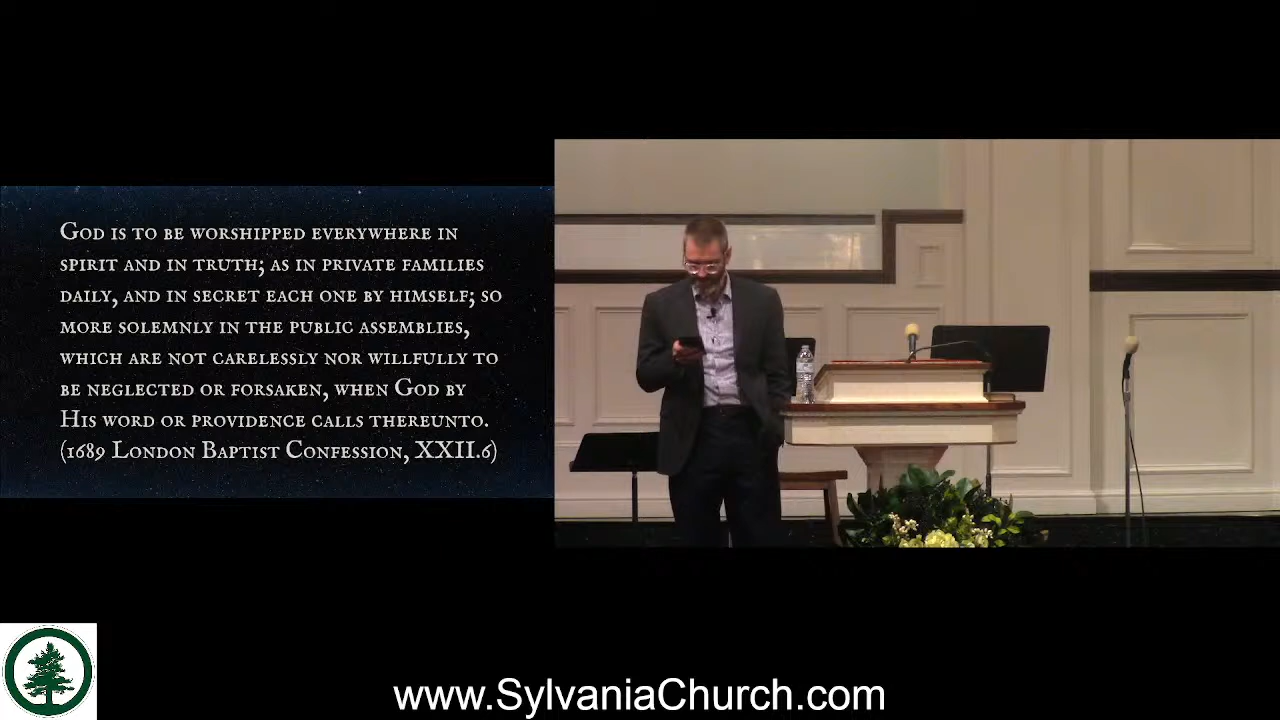 God is to be worshipped everywhere in
spirit and in truth; as in private families
daily, and in secret each one by himself; so
more solemnly in the public assemblies,
which are not carelessly nor willfully to
be neglected or forsaken, when God by
His word or providence calls thereunto.
(1689 London Baptist Confession, XXII.6)
www.SylvaniaChurch.com